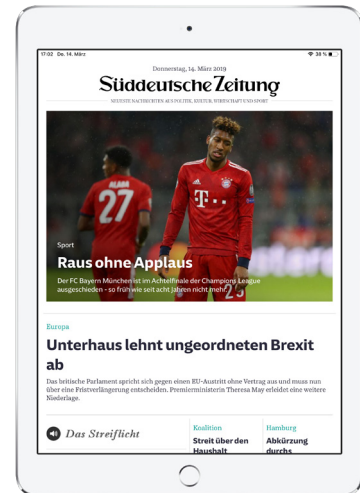 17:02 Do. 14. März
38 %
Donnerstag, 14. März 2019
Süddeutsche Zeitung
NEUESTE NACHRICHTEN AUS POLITIK, KULTUR, WIRTSCHAFT UND SPORT
ALABA
27
T
Sport
Raus ohne Applaus
Der FC Bayern München ist im Achtelfinale der Champions League
ausgeschieden - so früh wie seit acht Jahren nicht mehr.
29
Europa
Unterhaus lehnt ungeordneten Brexit
ab
Das britische Parlament spricht sich gegen einen EU-Austritt ohne Vertrag aus und muss nun
über eine Fristverlängerung entscheiden. Premierministerin Theresa May erleidet eine weitere
Niederlage.
Das Streiflicht
Koalition
Streit über den
Haushalt
Hamburg
Abkürzung
durchs